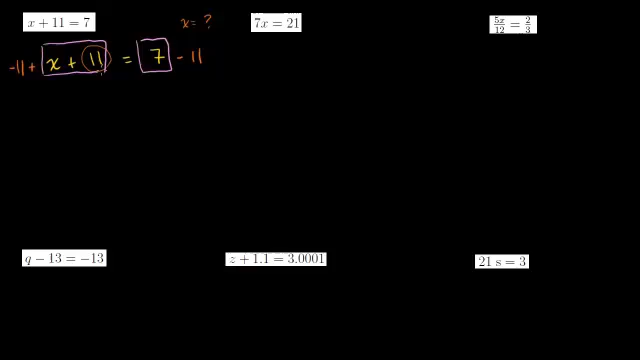 x + 11 = 7
x = ?
7x = 21
5x/12 = 2/3
-11 + x + 11 = 7 - 11
q − 13 = −13
z + 1.1 = 3.0001
21 s = 3